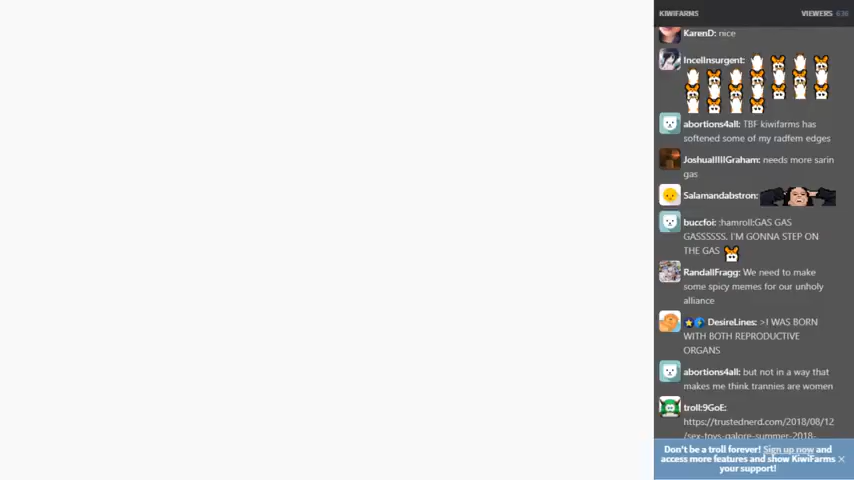 KIWIFARMS
VIEWERS 636
KarenD: nice
IncelInsurgent:
abortions4all: TBF kiwifarms has
softened some of my radfem edges
JoshuaIIIIIGraham: needs more sarin
gas
Salamandabstron:
buccfoi: :hamroll:GAS GAS
GASSSSSS, I'M GONNA STEP ON
THE GAS
RandallFragg: We need to make
some spicy memes for our unholy
alliance
DesireLines: >I WAS BORN
WITH BOTH REPRODUCTIVE
ORGANS
abortions4all: but not in a way that
makes me think trannies are women
troll:9GoE:
https://trustednerd.com/2018/08/12
/sex-toys-galore-summer-2018-
Don't be a troll forever! Sign up now and
access more features and show KiwiFarms
your support!